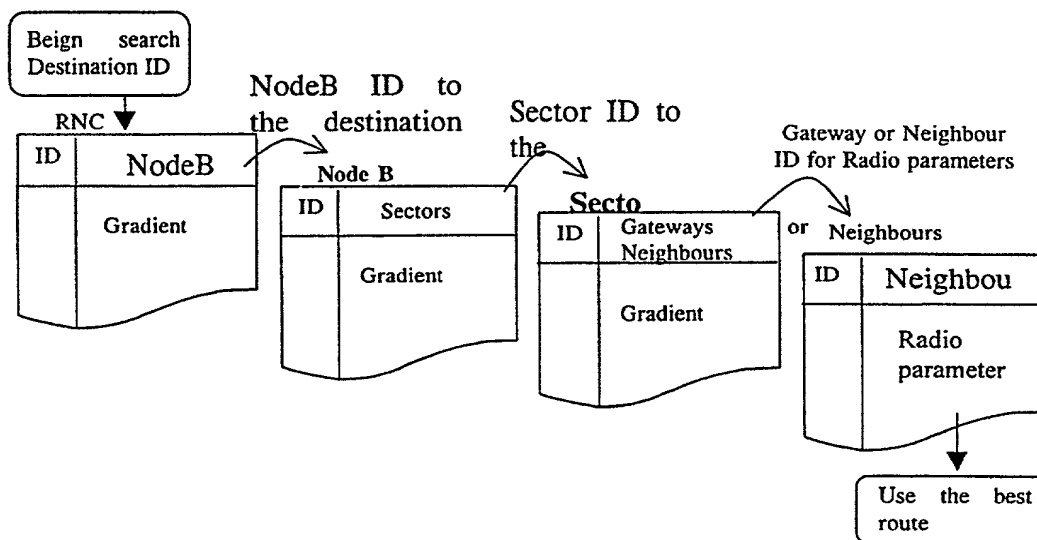 Beign search
Destination ID
NodeB ID to
the destination
Sector ID to
the
Gateway or Neighbour
ID for Radio parameters
RNC
ID NodeB
Gradient
Node B
ID Sectors
Gradient
Secto
ID Gateways
Neighbours
Gradient
or Neighbours
ID Neighbou
Radio
parameter
Use the best
route